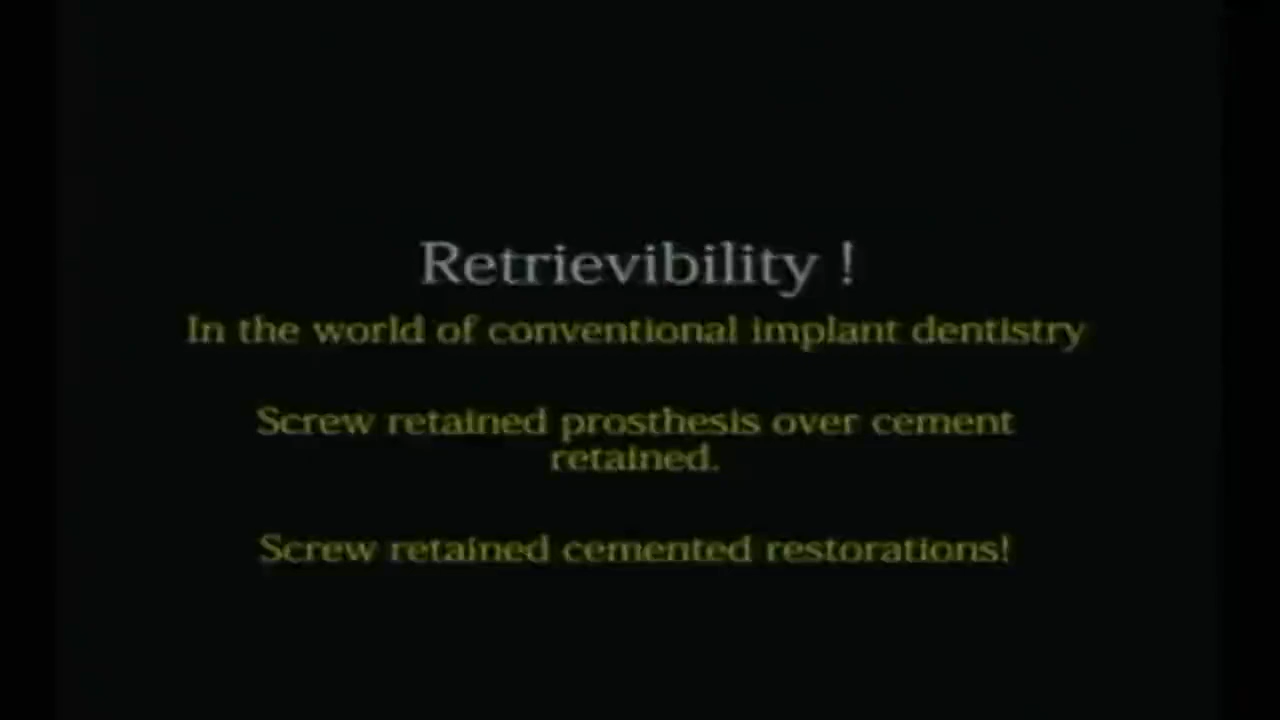 Retrievibility !
In the world of conventional implant dentistry
Screw retained prosthesis over cement
retained.
Screw retained cemented restorations!